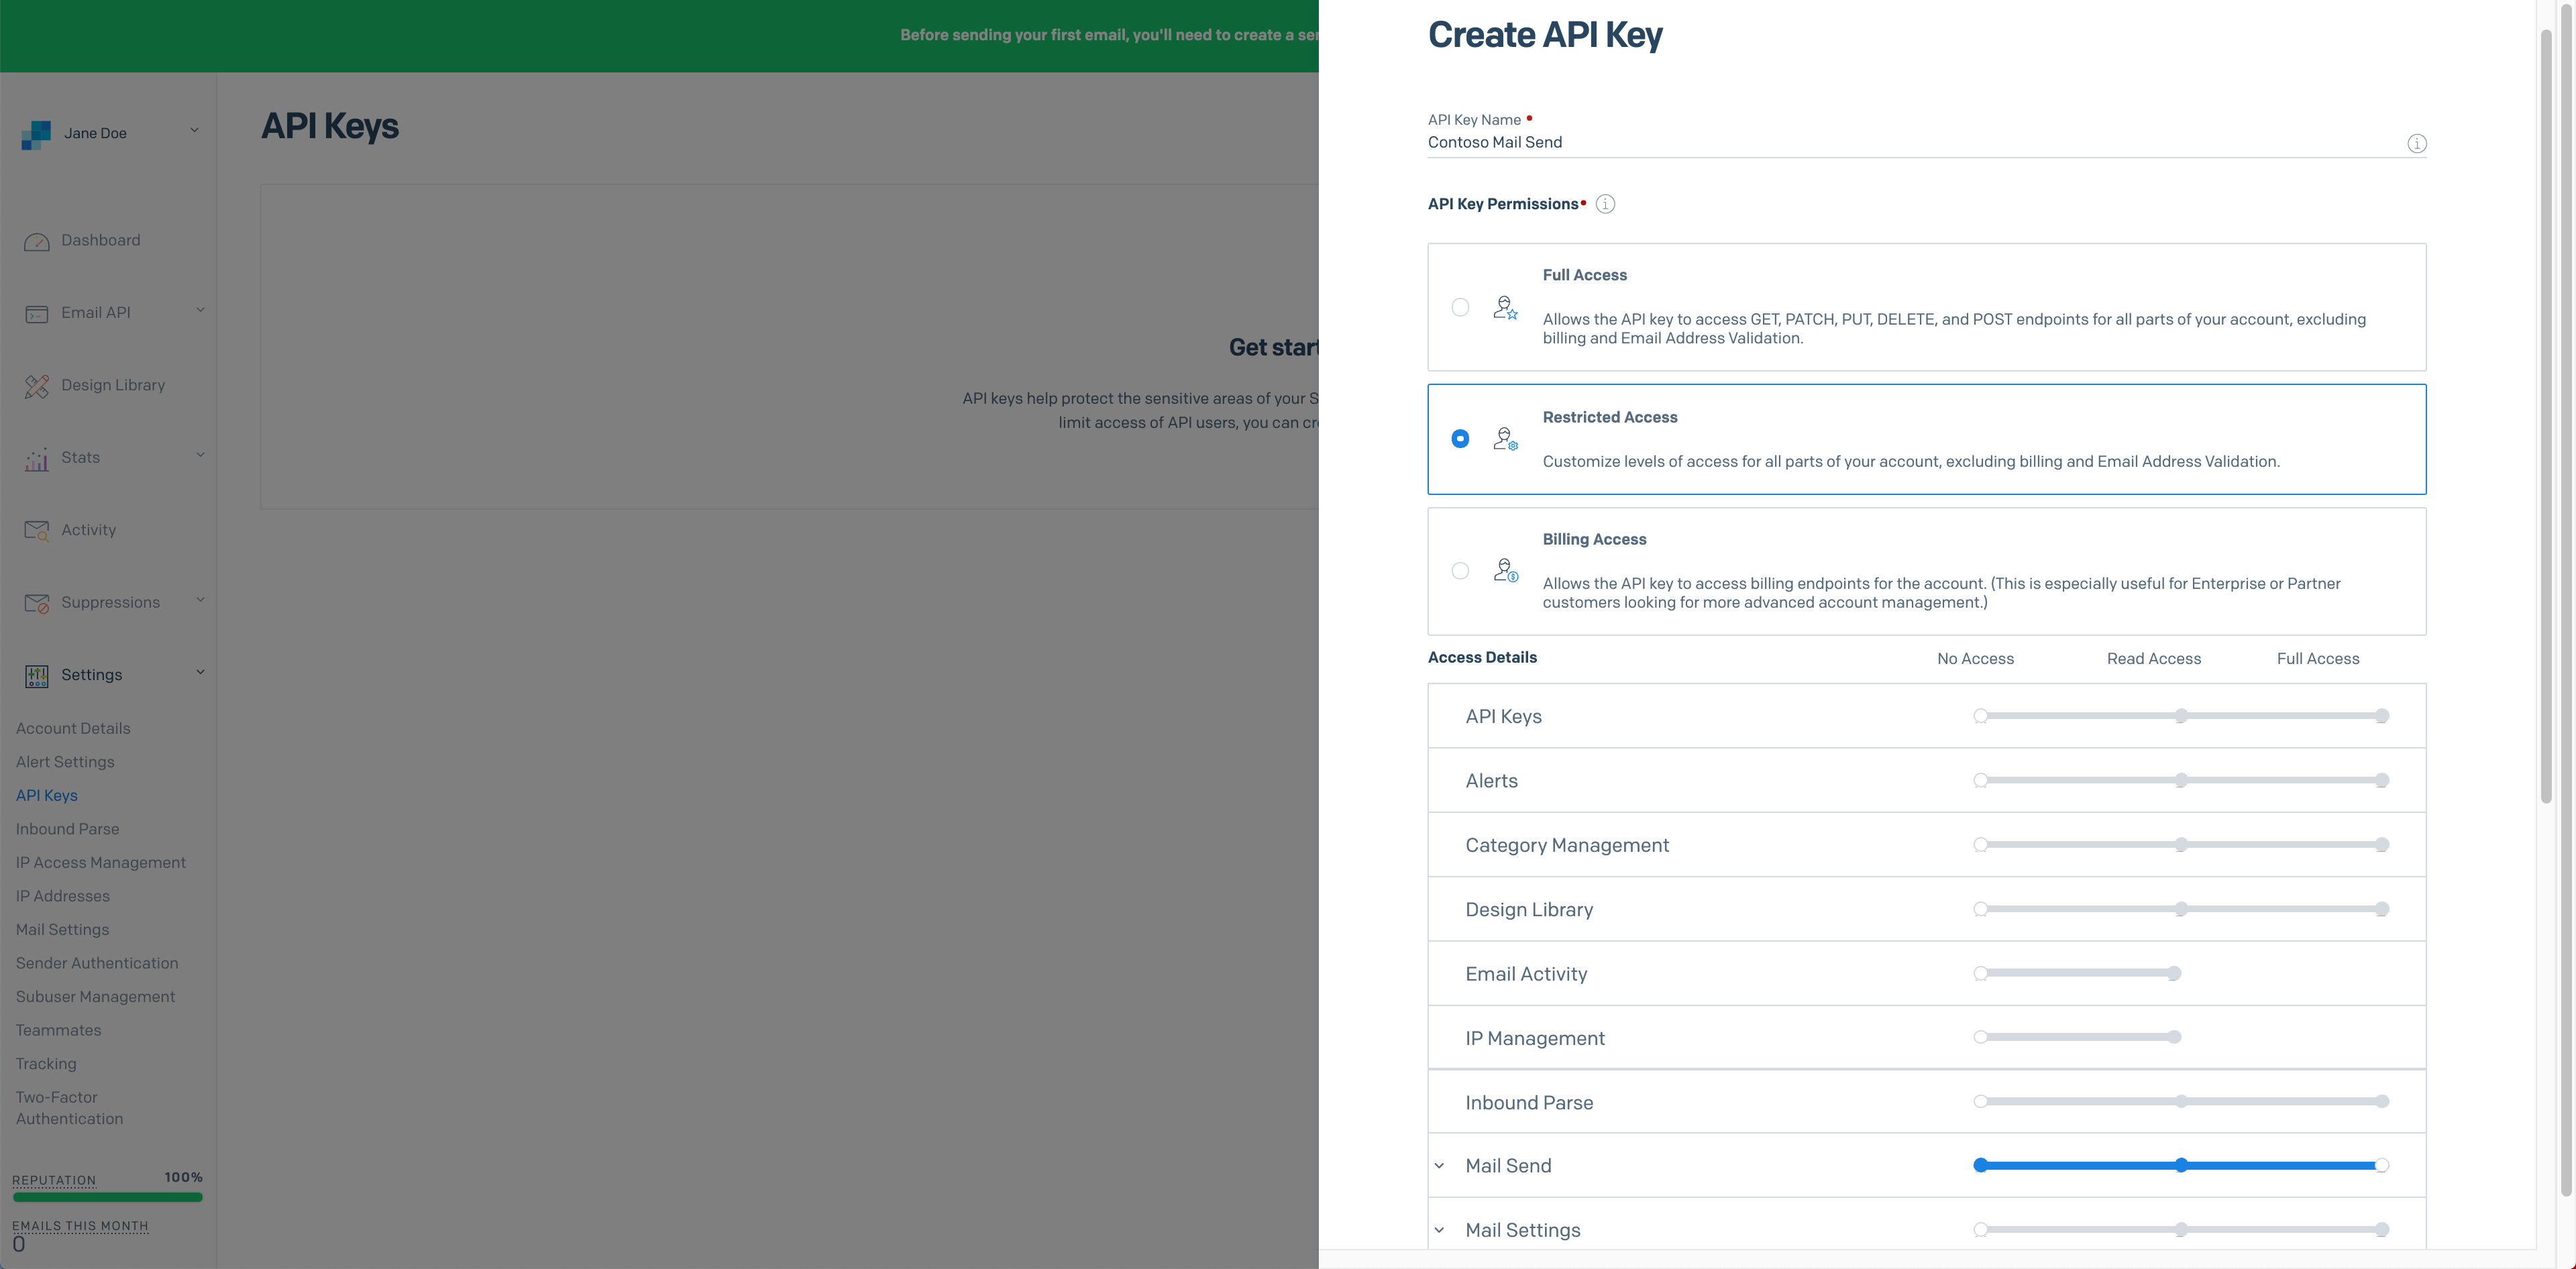 Before sending your first email, you'll need to create a
Jane Doe
Dashboard
Email API
Design Library
Stats
Activity
Suppressions
Settings
Account Details
Alert Settings
API Keys
Inbound Parse
IP Access Management
IP Addresses
Mail Settings
Sender Authentication
Subuser Management
Teammates
Tracking
Two-Factor
Authentication
REPUTATION 100%
EMAILS THIS MONTH
0
API Keys
Get start
API keys help protect the sensitive areas of your S
limit access of API users, you can cr
Create API Key
API Key Name •
Contoso Mail Send
API Key Permissions•
Full Access
Allows the API key to access GET, PATCH, PUT, DELETE, and POST endpoints for all parts of your account, excluding
billing and Email Address Validation.
Restricted Access
Customize levels of access for all parts of your account, excluding billing and Email Address Validation.
Billing Access
Allows the API key to access billing endpoints for the account. (This is especially useful for Enterprise or Partner
customers looking for more advanced account management.)
Access Details No Access Read Access Full Access
API Keys
Alerts
Category Management
Design Library
Email Activity
IP Management
Inbound Parse
Mail Send
Mail Settings